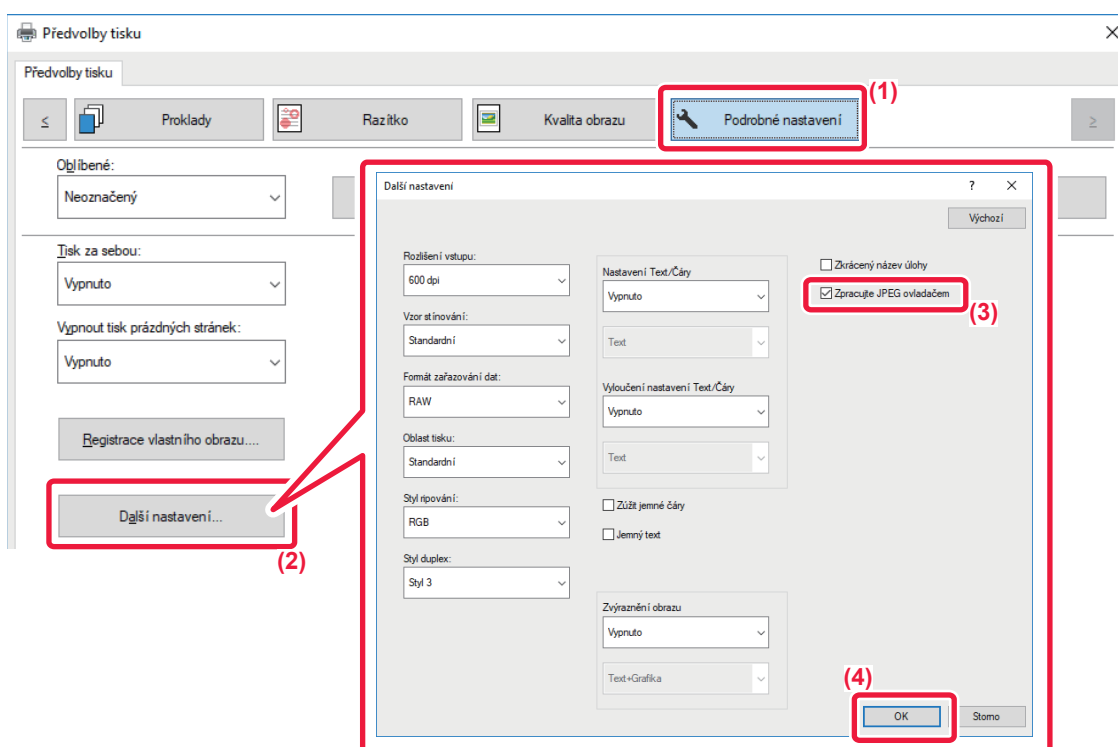 Předvolby tisku
Předvolby tisku
(1)
≤
Proklady
Razítko
Kvalita obrazu
Podrobné nastavení
≥
Oblíbené:
Neoznačený
Tisk za sebou:
Vypnuto
Vypnout tisk prázdných stránek:
Vypnuto
Registrace vlastního obrazu....
Další nastavení...
(2)
Další nastavení
?
Výchozí
Rozlišení vstupu:
600 dpi
Vzor stínování:
Standardní
Formát zařazování dat:
RAW
Oblast tisku:
Standardní
Styl ripování:
RGB
Styl duplex:
Styl 3
Nastavení Text/Čáry
Vypnuto
Text
Vyloučení nastavení Text/Čáry
Vypnuto
Text
Zúžit jemné čáry
Jemný text
Zvýraznění obrazu
Vypnuto
Text+Grafika
Zkrácený název úlohy
Zpracujte JPEG ovladačem
(3)
(4)
OK
Storno